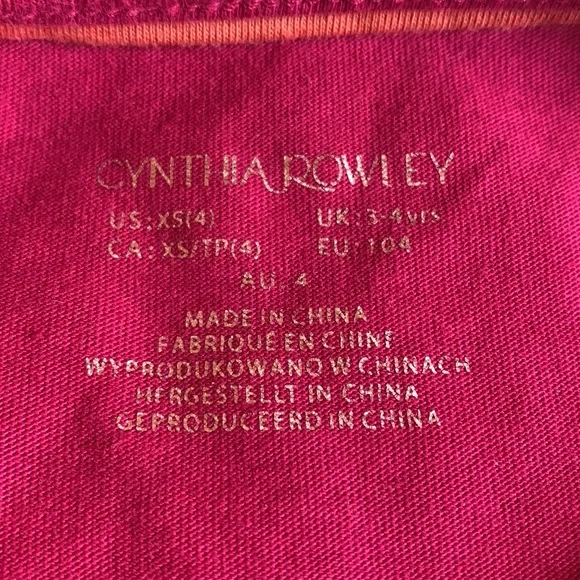 CYNTHIA ROWLEY
US: XS(4) UK: 3-4yrs
CA: XS/TP(4) EU: 104
AU 4
MADE IN CHINA
FABRIQUE EN CHINE
WYPRODUKOWANO W CHINACH
HERGESTELLT IN CHINA
GEPRODUCEERD IN CHINA